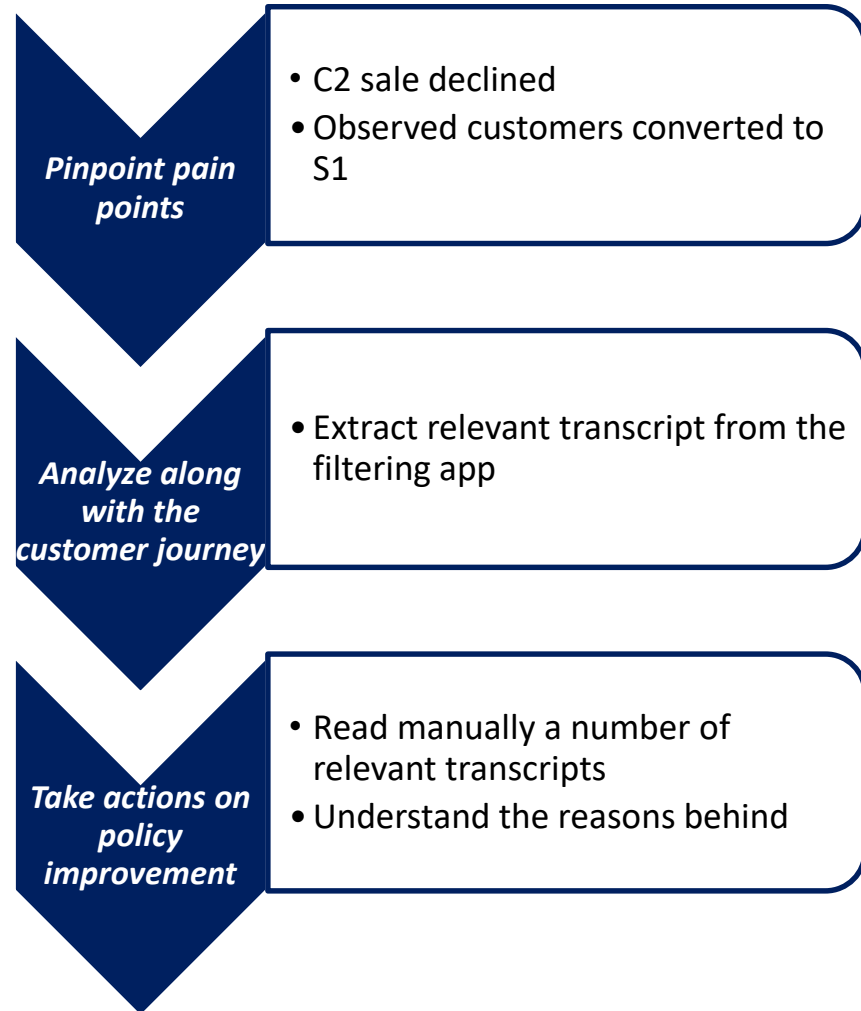 Pinpoint pain
points
• C2 sale declined
• Observed customers converted to
S1
Analyze along
with the
customer journey
• Extract relevant transcript from the
filtering app
Take actions on
policy
improvement
• Read manually a number of
relevant transcripts
• Understand the reasons behind